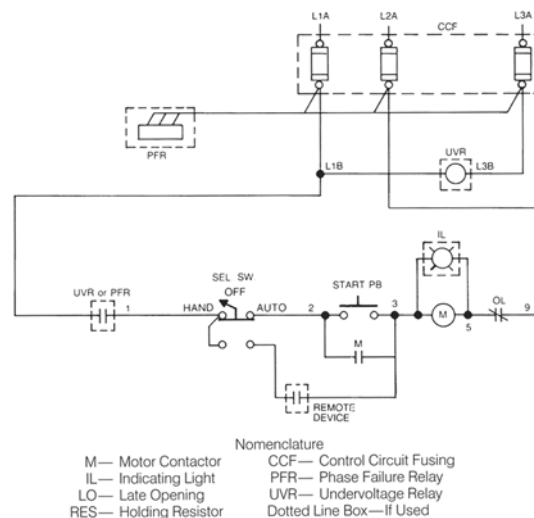 L1A L2A L3A
CCF
PFR
UVR
L1B L3B
IL
SEL SW
OFF
UVR or PFR
START PB
1 HAND AUTO 2 3 OL 9
M 5
M
REMOTE
DEVICE
Nomenclature
M— Motor Contactor CCF— Control Circuit Fusing
IL— Indicating Light PFR— Phase Failure Relay
LO— Late Opening UVR— Undervoltage Relay
RES— Holding Resistor Dotted Line Box—If Used